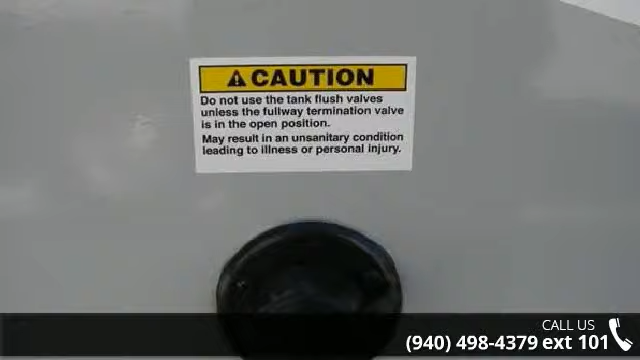 CAUTION
Do not use the tank flush valves
unless the fullway termination valve
is in the open position.
May result in an unsanitary condition
leading to illness or personal injury.
CALL US
(940) 498-4379 ext 101